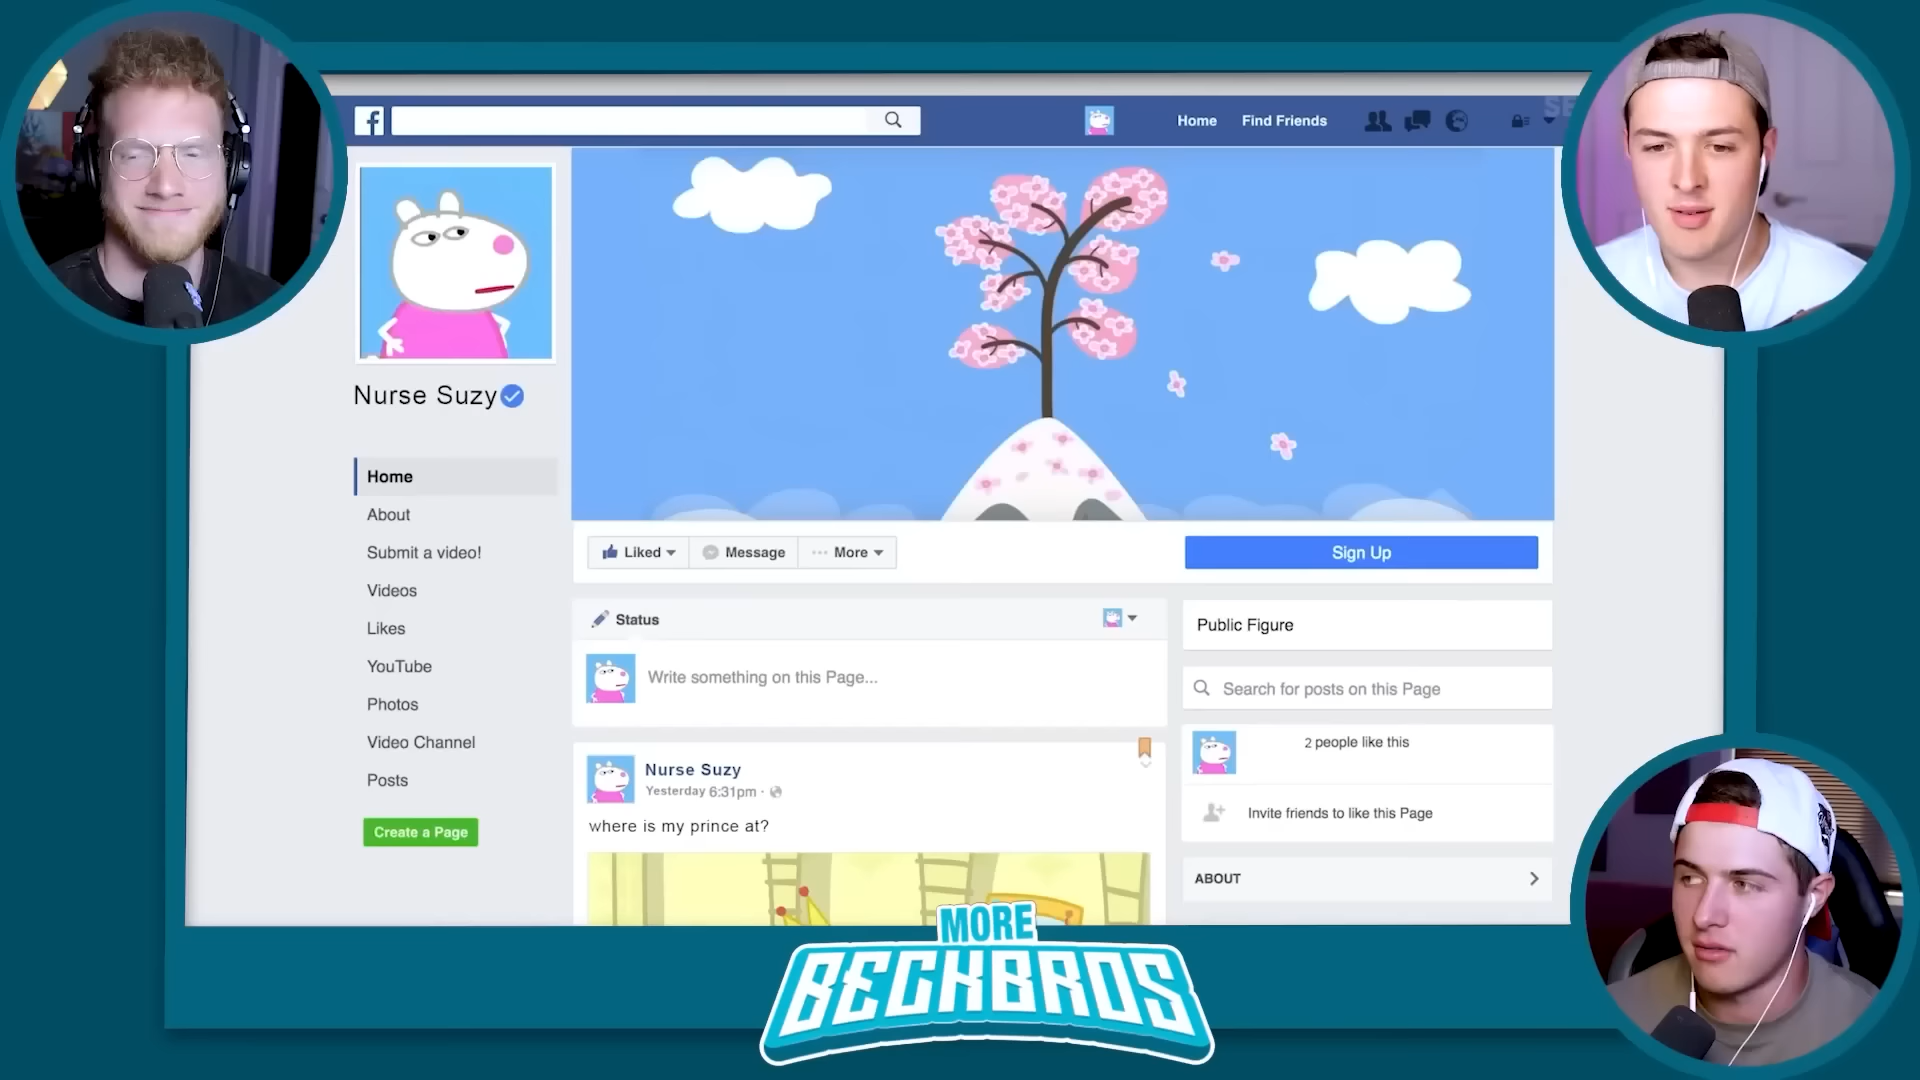 f
Home
Find Friends
SE
Nurse Suzy
Home
About
Submit a video!
Videos
Likes
YouTube
Photos
Video Channel
Posts
Create a Page
Liked
Message
··· More
Sign Up
Status
Write something on this Page...
Nurse Suzy
Yesterday 6:31pm ·
where is my prince at?
Public Figure
Search for posts on this Page
2 people like this
Invite friends to like this Page
ABOUT
MORE
BECKBROS